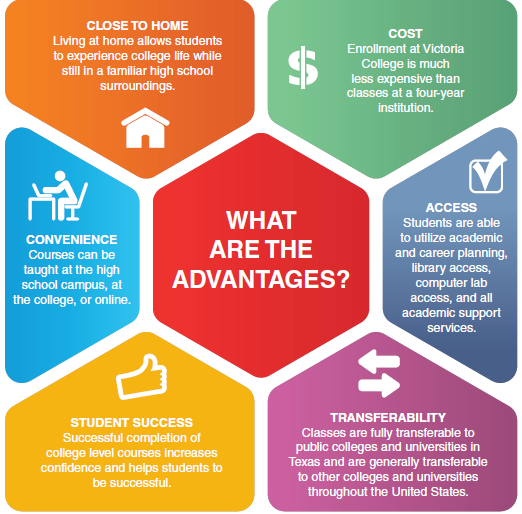 CLOSE TO HOME
Living at home allows students
to experience college life while
still in a familiar high school
surroundings.
COST
Enrollment at Victoria
College is much
less expensive than
classes at a four-year
institution.
CONVENIENCE
Courses can be
taught at the high
school campus, at
the college, or online.
WHAT
ARE THE
ADVANTAGES?
ACCESS
Students are able
to utilize academic
and career planning,
library access,
computer lab
access, and all
academic support
services.
STUDENT SUCCESS
Successful completion of
college level courses increases
confidence and helps students to
be successful.
TRANSFERABILITY
Classes are fully transferable to
public colleges and universities in
Texas and are generally transferable
to other colleges and universities
throughout the United States.